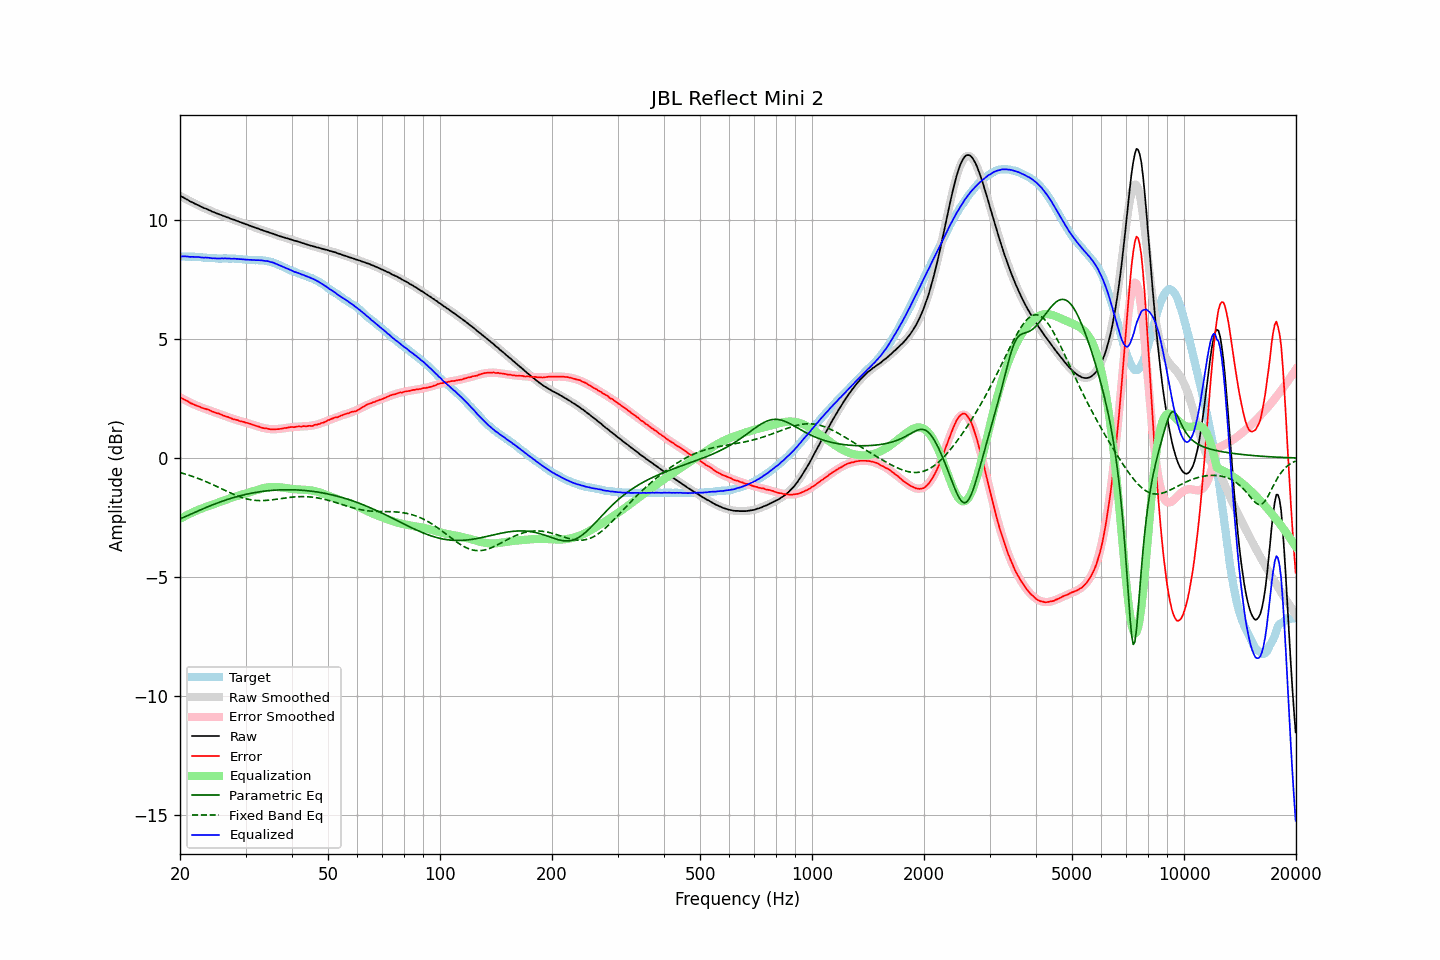 JBL Reflect Mini 2
Amplitude (dBr)
10
5
0
−5
−10
−15
Target
Raw Smoothed
Error Smoothed
Raw
Error
Equalization
Parametric Eq
Fixed Band Eq
Equalized
20 50 100 200 500 1000 2000 5000 10000 20000
Frequency (Hz)